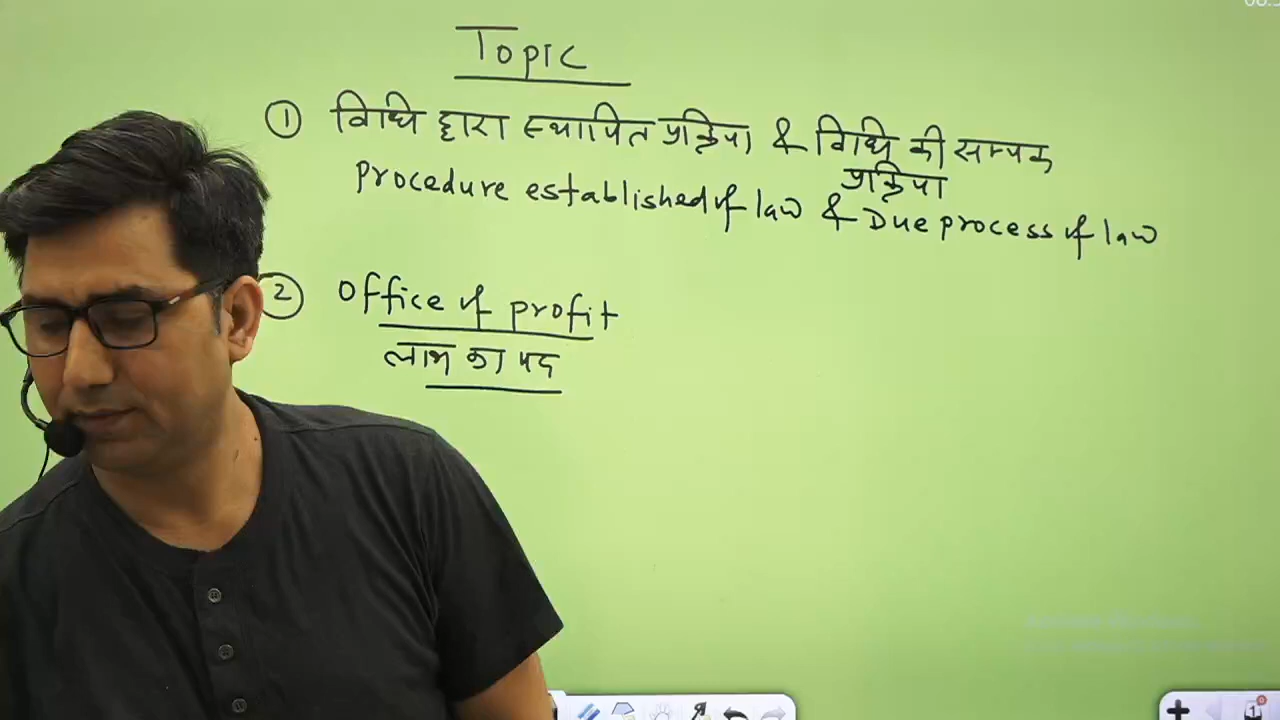 Topic
① विधि द्वारा स्थापित प्रक्रिया & विधि की सम्यक
प्रक्रिया
procedure established of law & Due process of law
② office of profit
लाभ का पद